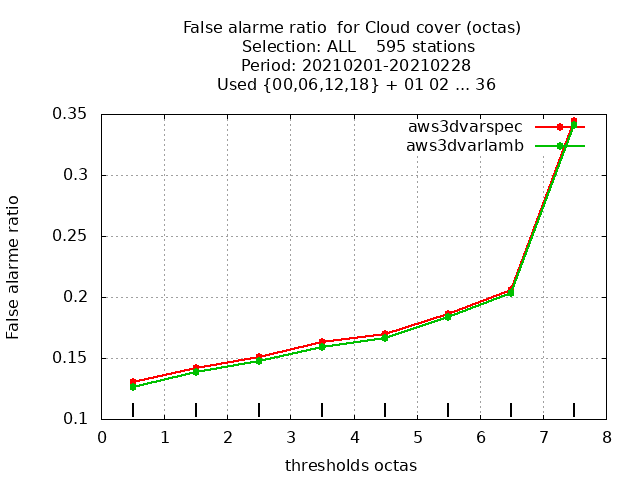 False alarme ratio  for Cloud cover (octas)
Selection: ALL    595 stations
Period: 20210201-20210228
Used {00,06,12,18} + 01 02 ... 36
aws3dvarspec
aws3dvarlamb
False alarme ratio
0.35
0.3
0.25
0.2
0.15
0.1
0 1 2 3 4 5 6 7 8
thresholds octas